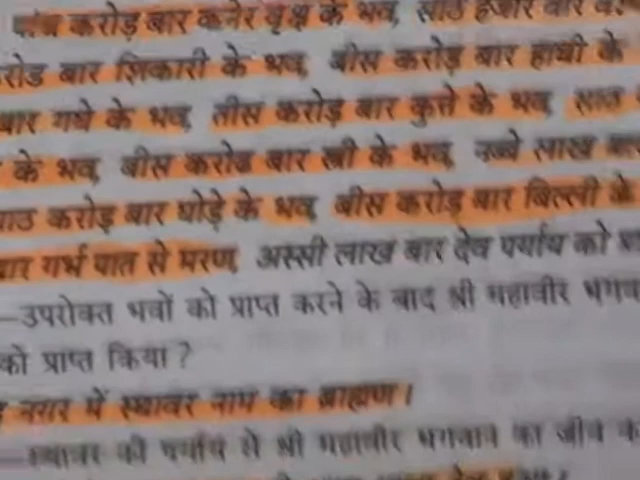 करोड़ बार कनेर वृक्ष के भव, साठ हजार बार
रोड बार शिकारी के भव, बीस करोड़ बार हाथी के
बार गधे के भव, तीस करोड़ बार कुत्ते के भव, साठ
के भव, बीस करोड़ बार स्त्री के भव, नब्बे लाख बार
साठ करोड़ बार घोड़े के भव, बीस करोड़ बार बिल्ली के
बार गर्भ पात से मरण, अस्सी लाख बार देव पर्याय को
—उपरोक्त भवों को प्राप्त करने के बाद श्री महावीर भगव
को प्राप्त किया ?
नगर में स्थावर नाम का ब्राह्मण।
—स्थावर की पर्याय से श्री महावीर भगवान का जीव